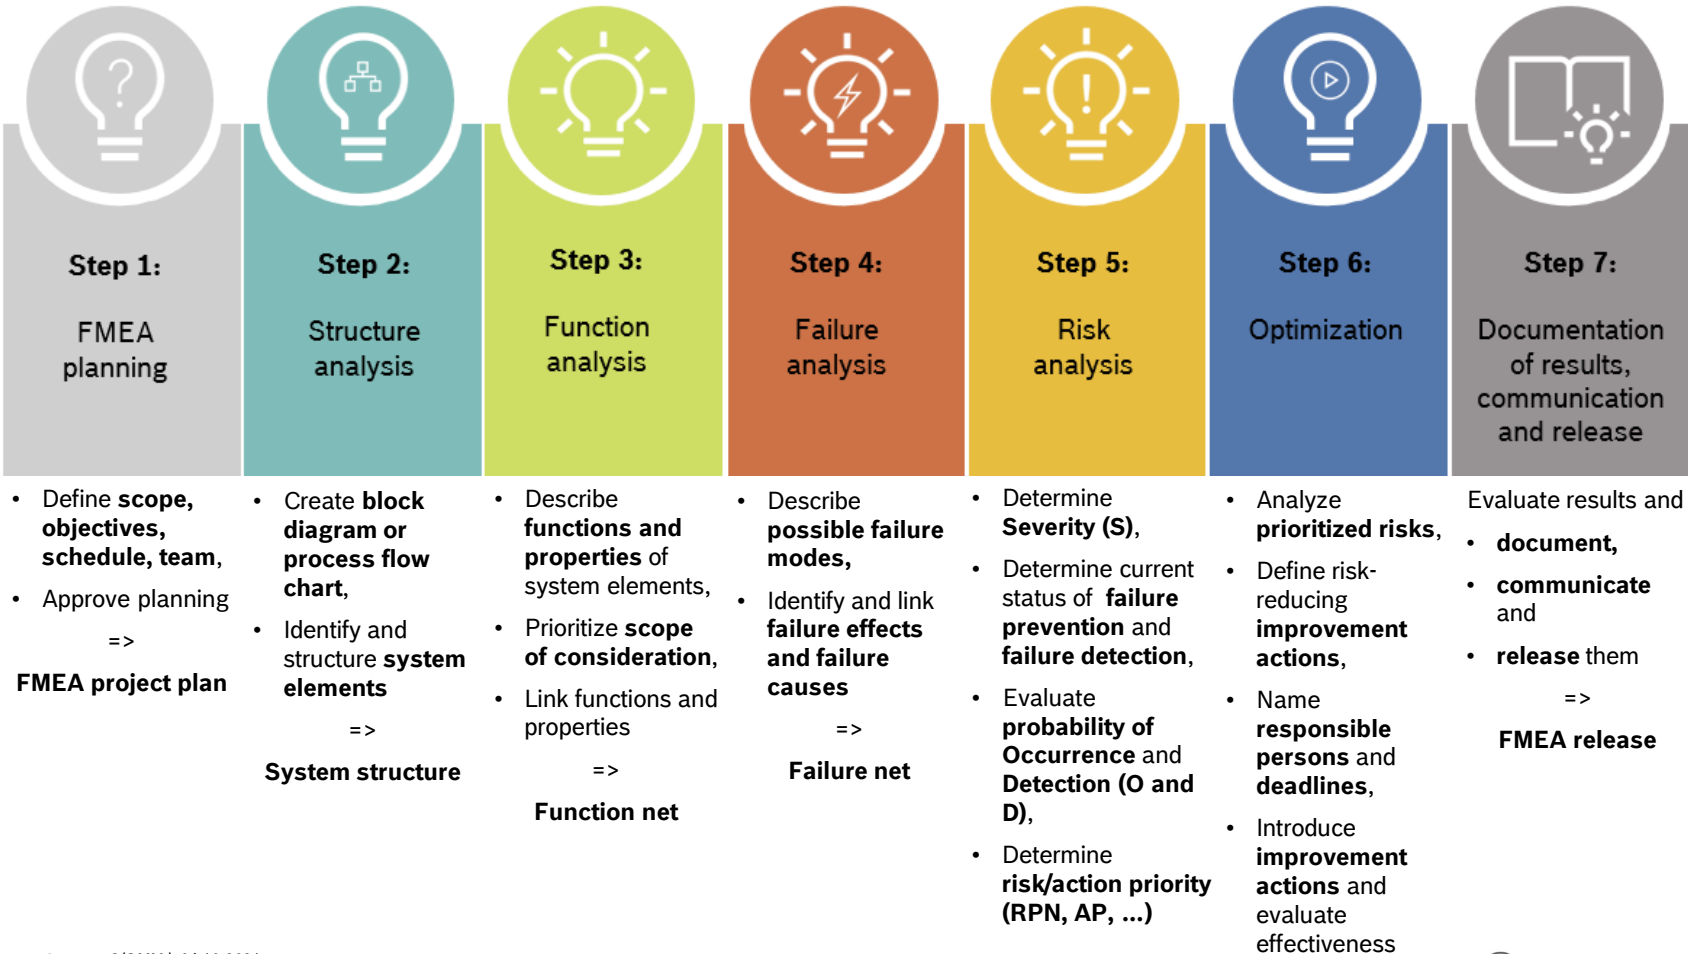 Step 1:
FMEA
planning
• Define scope,
objectives,
schedule, team,
• Approve planning
=>
FMEA project plan
Step 2:
Structure
analysis
• Create block
diagram or
process flow
chart,
• Identify and
structure system
elements
=>
System structure
Step 3:
Function
analysis
• Describe
functions and
properties of
system elements,
• Prioritize scope
of consideration,
• Link functions and
properties
=>
Function net
Step 4:
Failure
analysis
• Describe
possible failure
modes,
• Identify and link
failure effects
and failure
causes
=>
Failure net
Step 5:
Risk
analysis
• Determine
Severity (S),
• Determine current
status of failure
prevention and
failure detection,
• Evaluate
probability of
Occurrence and
Detection (O and
D),
• Determine
risk/action priority
(RPN, AP, ...)
Step 6:
Optimization
• Analyze
prioritized risks,
• Define risk-
reducing
improvement
actions,
• Name
responsible
persons and
deadlines,
• Introduce
improvement
actions and
evaluate
effectiveness
Step 7:
Documentation
of results,
communication
and release
Evaluate results and
• document,
• communicate
and
• release them
=>
FMEA release